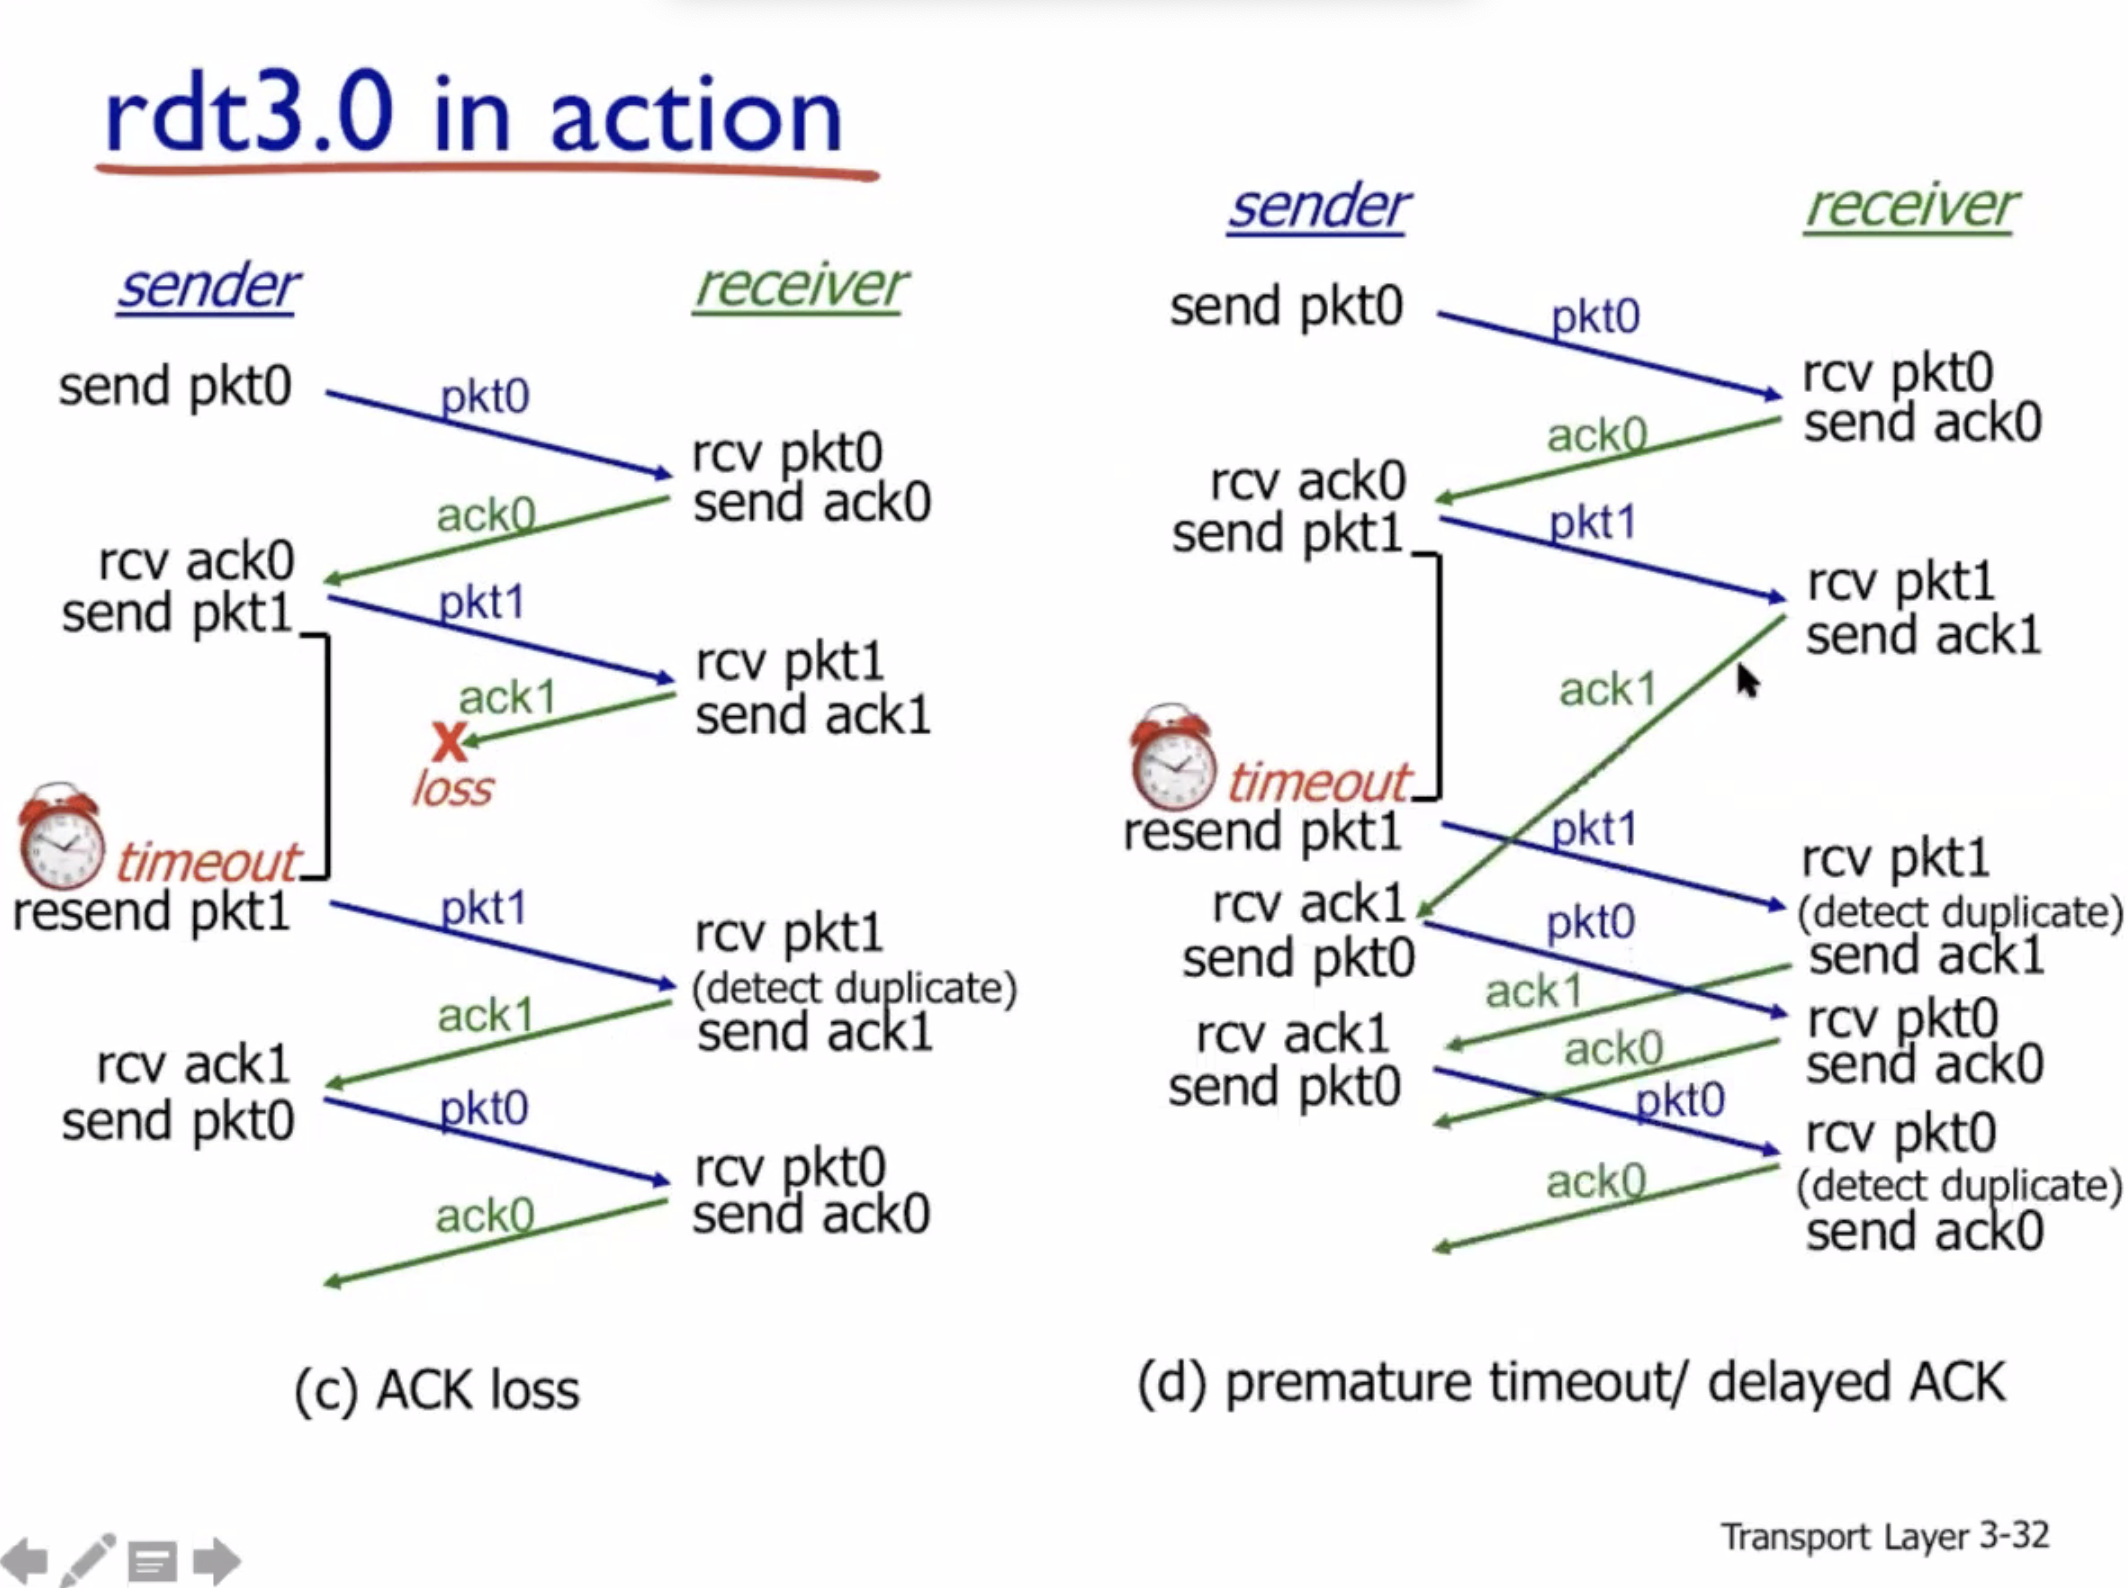 rdt3.0 in action
sender
receiver
send pkt0
pkt0
rcv pkt0
send ack0
ack0
rcv ack0
send pkt1
pkt1
rcv pkt1
send ack1
ack1
X
loss
timeout
resend pkt1
pkt1
rcv pkt1
(detect duplicate)
send ack1
ack1
rcv ack1
send pkt0
pkt0
rcv pkt0
send ack0
ack0
(c) ACK loss
sender
receiver
send pkt0
pkt0
rcv pkt0
send ack0
ack0
rcv ack0
send pkt1
pkt1
rcv pkt1
send ack1
ack1
timeout
resend pkt1
pkt1
rcv pkt1
(detect duplicate)
send ack1
rcv ack1
send pkt0
pkt0
ack1
rcv pkt0
send ack0
rcv ack1
send pkt0
ack0
pkt0
rcv pkt0
(detect duplicate)
send ack0
ack0
(d) premature timeout/ delayed ACK
Transport Layer 3-32